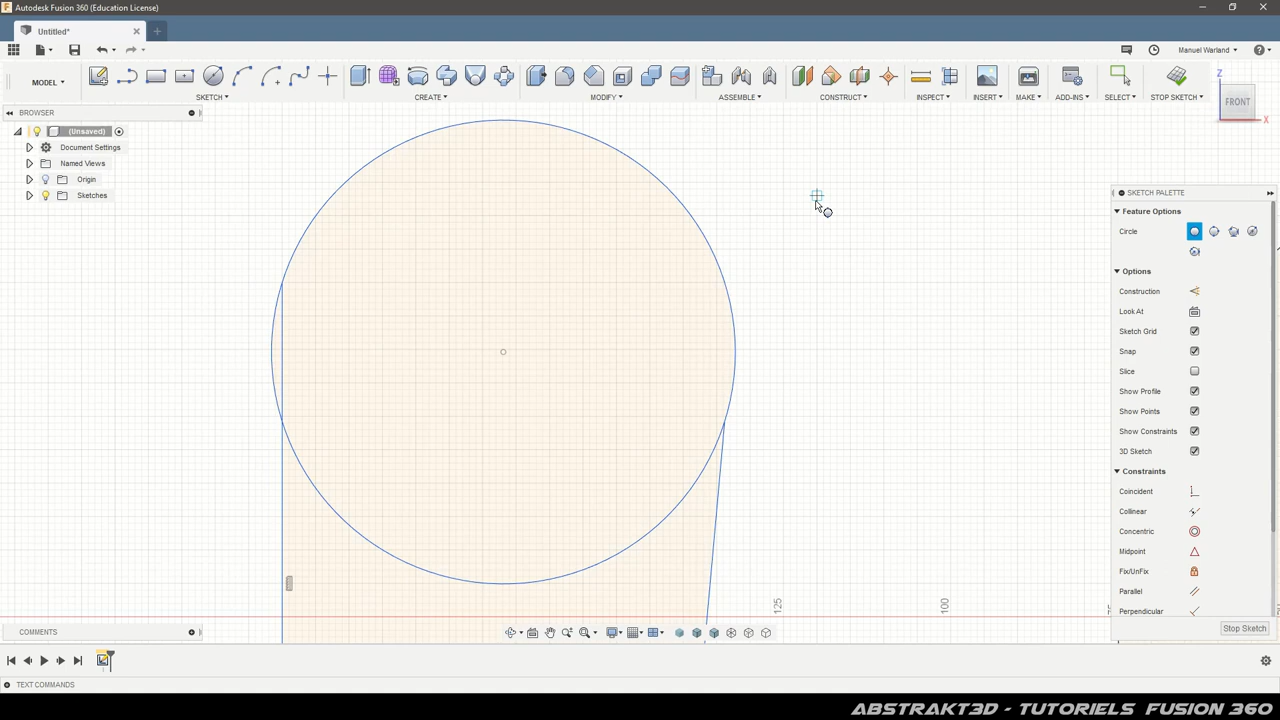 Autodesk Fusion 360 (Education License)
Untitled*
Manuel Warland
MODEL
SKETCH
CREATE
MODIFY
ASSEMBLE
CONSTRUCT
INSPECT
INSERT
MAKE
ADD-INS
SELECT
STOP SKETCH
Z
FRONT
X
BROWSER
(Unsaved)
Document Settings
Named Views
Origin
Sketches
SKETCH PALETTE
Feature Options
Circle
Options
Construction
Look At
Sketch Grid
Snap
Slice
Show Profile
Show Points
Show Constraints
3D Sketch
Constraints
Coincident
Collinear
Concentric
Midpoint
Fix/UnFix
Parallel
Perpendicular
Stop Sketch
125
100
COMMENTS
TEXT COMMANDS
ABSTRAKT3D - TUTORIELS FUSION 360